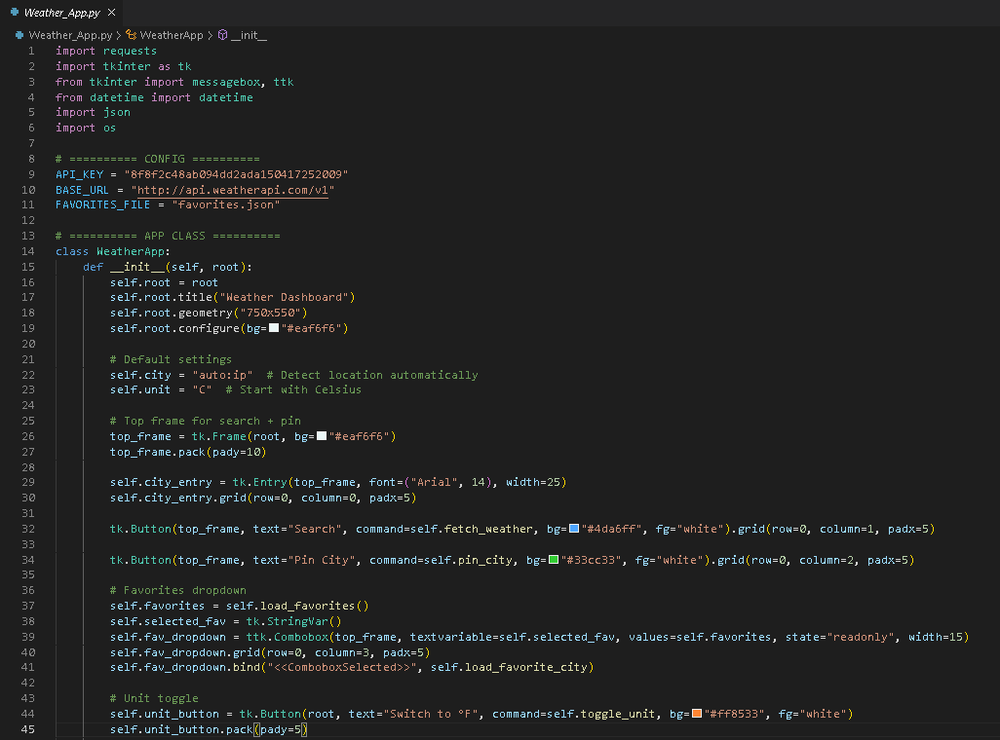 Weather_App.py ×
Weather_App.py > WeatherApp > __init__
1 import requests
2 import tkinter as tk
3 from tkinter import messagebox, ttk
4 from datetime import datetime
5 import json
6 import os
7
8 # ========== CONFIG ==========
9 API_KEY = "8f8f2c48ab094dd2ada150417252009"
10 BASE_URL = "http://api.weatherapi.com/v1"
11 FAVORITES_FILE = "favorites.json"
12
13 # ========== APP CLASS ==========
14 class WeatherApp:
15     def __init__(self, root):
16         self.root = root
17         self.root.title("Weather Dashboard")
18         self.root.geometry("750x550")
19         self.root.configure(bg="#eaf6f6")
20
21         # Default settings
22         self.city = "auto:ip"  # Detect location automatically
23         self.unit = "C"  # Start with Celsius
24
25         # Top frame for search + pin
26         top_frame = tk.Frame(root, bg="#eaf6f6")
27         top_frame.pack(pady=10)
28
29         self.city_entry = tk.Entry(top_frame, font=("Arial", 14), width=25)
30         self.city_entry.grid(row=0, column=0, padx=5)
31
32         tk.Button(top_frame, text="Search", command=self.fetch_weather, bg="#4da6ff", fg="white").grid(row=0, column=1, padx=5)
33
34         tk.Button(top_frame, text="Pin City", command=self.pin_city, bg="#33cc33", fg="white").grid(row=0, column=2, padx=5)
35
36         # Favorites dropdown
37         self.favorites = self.load_favorites()
38         self.selected_fav = tk.StringVar()
39         self.fav_dropdown = ttk.Combobox(top_frame, textvariable=self.selected_fav, values=self.favorites, state="readonly", width=15)
40         self.fav_dropdown.grid(row=0, column=3, padx=5)
41         self.fav_dropdown.bind("<<ComboboxSelected>>", self.load_favorite_city)
42
43         # Unit toggle
44         self.unit_button = tk.Button(root, text="Switch to °F", command=self.toggle_unit, bg="#ff8533", fg="white")
45         self.unit_button.pack(pady=5)